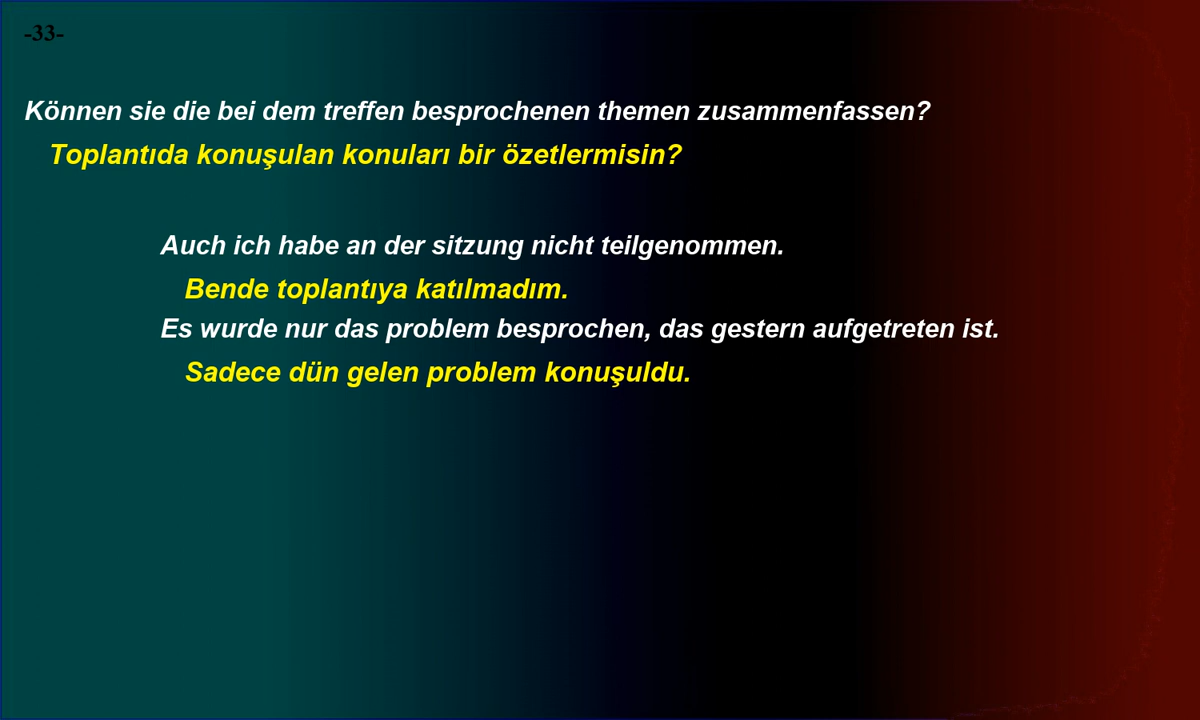 -33-
Können sie die bei dem treffen besprochenen themen zusammenfassen?
Toplantıda konuşulan konuları bir özetlermisin?
Auch ich habe an der sitzung nicht teilgenommen.
Bende toplantıya katılmadım.
Es wurde nur das problem besprochen, das gestern aufgetreten ist.
Sadece dün gelen problem konuşuldu.